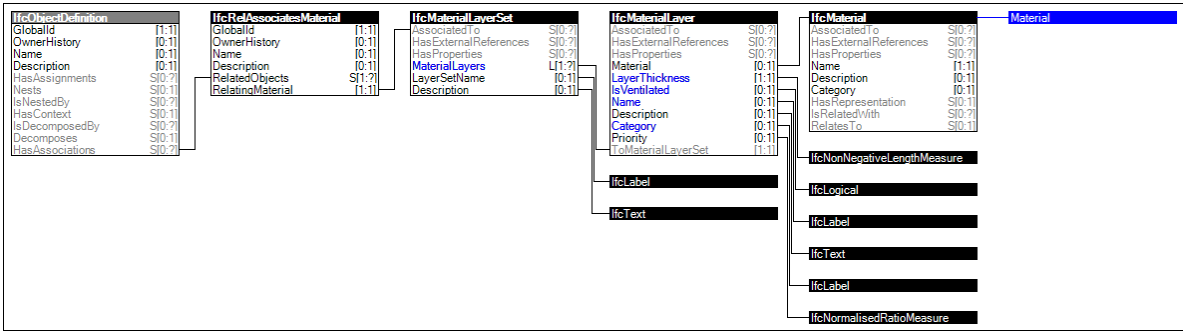 IfcObjectDefinition
GlobalId [1:1]
OwnerHistory [0:1]
Name [0:1]
Description [0:1]
HasAssignments S[0:?]
Nests S[0:1]
IsNestedBy S[0:?]
HasContext S[0:1]
IsDecomposedBy S[0:?]
Decomposes S[0:1]
HasAssociations S[0:?]
IfcRelAssociatesMaterial
GlobalId [1:1]
OwnerHistory [0:1]
Name [0:1]
Description [0:1]
RelatedObjects S[1:?]
RelatingMaterial [1:1]
IfcMaterialLayerSet
AssociatedTo S[0:?]
HasExternalReferences S[0:?]
HasProperties S[0:?]
MaterialLayers L[1:?]
LayerSetName [0:1]
Description [0:1]
IfcMaterialLayer
AssociatedTo S[0:?]
HasExternalReferences S[0:?]
HasProperties S[0:?]
Material [0:1]
LayerThickness [1:1]
IsVentilated [0:1]
Name [0:1]
Description [0:1]
Category [0:1]
Priority [0:1]
ToMaterialLayerSet [1:1]
IfcLabel
IfcText
IfcMaterial
AssociatedTo S[0:?]
HasExternalReferences S[0:?]
HasProperties S[0:?]
Name [1:1]
Description [0:1]
Category [0:1]
HasRepresentation S[0:1]
IsRelatedWith S[0:?]
RelatesTo S[0:1]
IfcNonNegativeLengthMeasure
IfcLogical
IfcLabel
IfcText
IfcLabel
IfcNormalisedRatioMeasure
Material